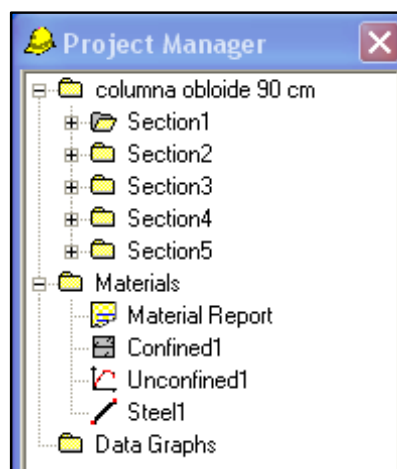 Project Manager
columna obloide 90 cm
Section1
Section2
Section3
Section4
Section5
Materials
Material Report
Confined1
Unconfined1
Steel1
Data Graphs